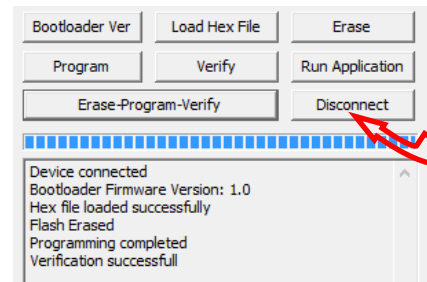 Bootloader Ver Load Hex File Erase
Program Verify Run Application
Erase-Program-Verify Disconnect
Device connected
Bootloader Firmware Version: 1.0
Hex file loaded successfully
Flash Erased
Programming completed
Verification successfull